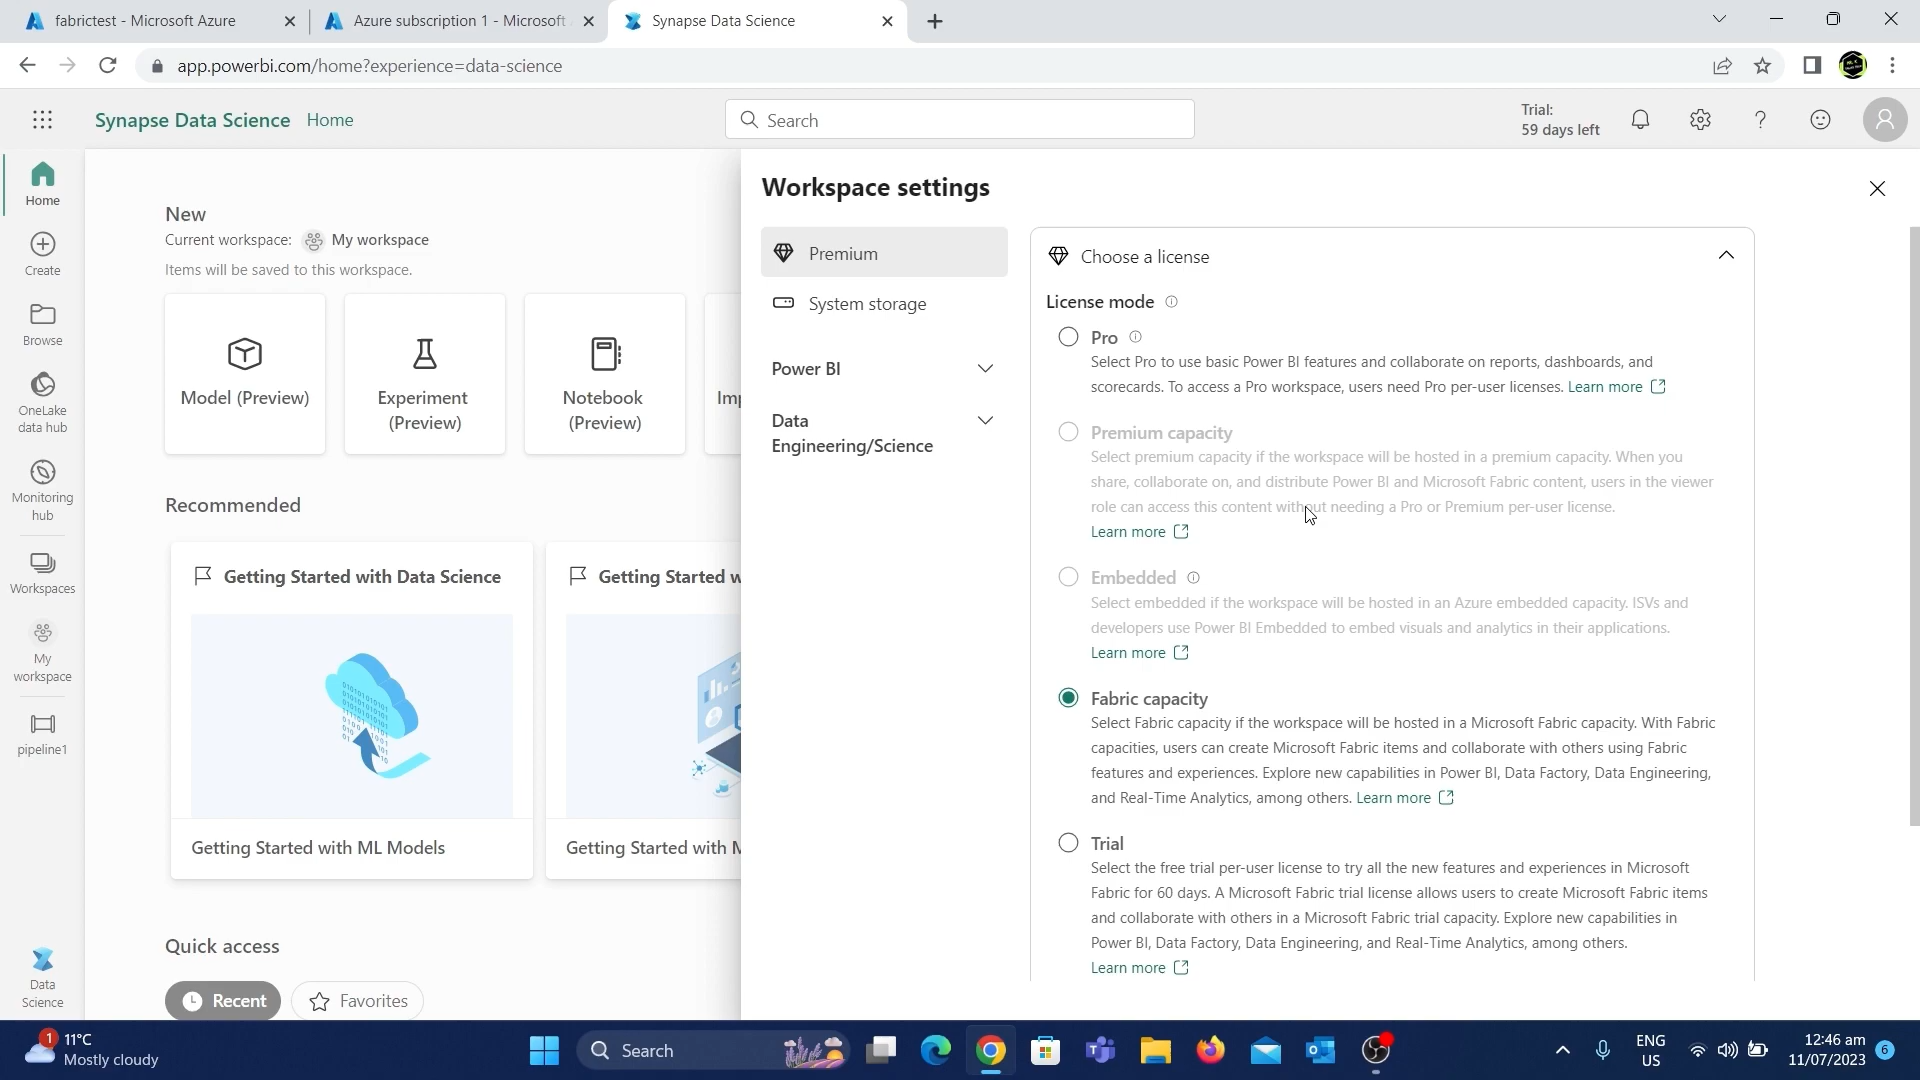 fabrictest - Microsoft Azure
Azure subscription 1 - Microsoft
Synapse Data Science
app.powerbi.com/home?experience=data-science
Synapse Data Science Home
Search
Trial:
59 days left
Home
Create
Browse
OneLake
data hub
Monitoring
hub
Workspaces
My
workspace
pipeline1
Data
Science
New
Current workspace: My workspace
Items will be saved to this workspace.
Model (Preview)
Experiment
(Preview)
Notebook
(Preview)
Imp
Recommended
Getting Started with Data Science
Getting Started w
Getting Started with ML Models
Getting Started with M
Quick access
Recent
Favorites
Workspace settings
Premium
System storage
Power BI
Data
Engineering/Science
Choose a license
License mode
Pro
Select Pro to use basic Power BI features and collaborate on reports, dashboards, and
scorecards. To access a Pro workspace, users need Pro per-user licenses. Learn more
Premium capacity
Select premium capacity if the workspace will be hosted in a premium capacity. When you
share, collaborate on, and distribute Power BI and Microsoft Fabric content, users in the viewer
role can access this content without needing a Pro or Premium per-user license.
Learn more
Embedded
Select embedded if the workspace will be hosted in an Azure embedded capacity. ISVs and
developers use Power BI Embedded to embed visuals and analytics in their applications.
Learn more
Fabric capacity
Select Fabric capacity if the workspace will be hosted in a Microsoft Fabric capacity. With Fabric
capacities, users can create Microsoft Fabric items and collaborate with others using Fabric
features and experiences. Explore new capabilities in Power BI, Data Factory, Data Engineering,
and Real-Time Analytics, among others. Learn more
Trial
Select the free trial per-user license to try all the new features and experiences in Microsoft
Fabric for 60 days. A Microsoft Fabric trial license allows users to create Microsoft Fabric items
and collaborate with others in a Microsoft Fabric trial capacity. Explore new capabilities in
Power BI, Data Factory, Data Engineering, and Real-Time Analytics, among others.
Learn more
1
11°C
Mostly cloudy
Search
ENG
US
12:46 am
11/07/2023
6